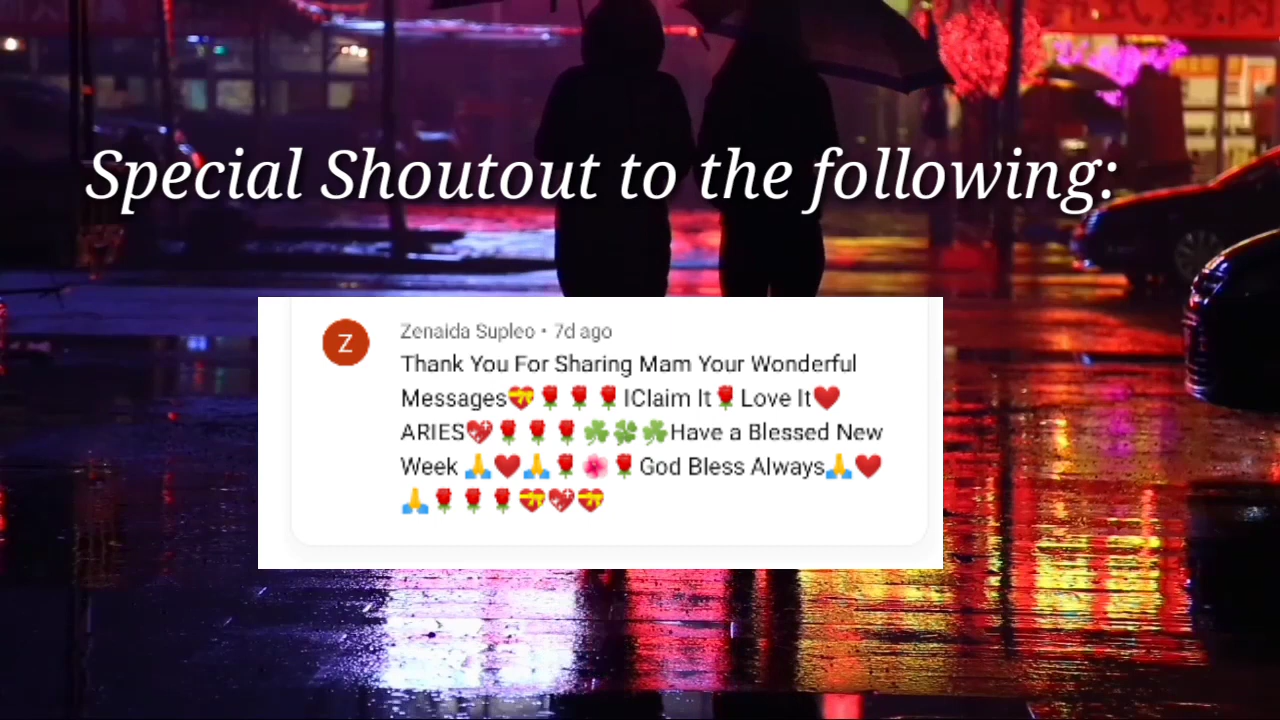 Special Shoutout to the following:
Z
Zenaida Supleo • 7d ago
Thank You For Sharing Mam Your Wonderful
Messages💝🌹🌹🌹IClaim It🌹Love It❤️
ARIES💖🌹🌹🌹☘️🍀☘️Have a Blessed New
Week 🙏❤️🙏🌹🌸🌹God Bless Always🙏❤️
🙏🌹🌹🌹💝💖💝